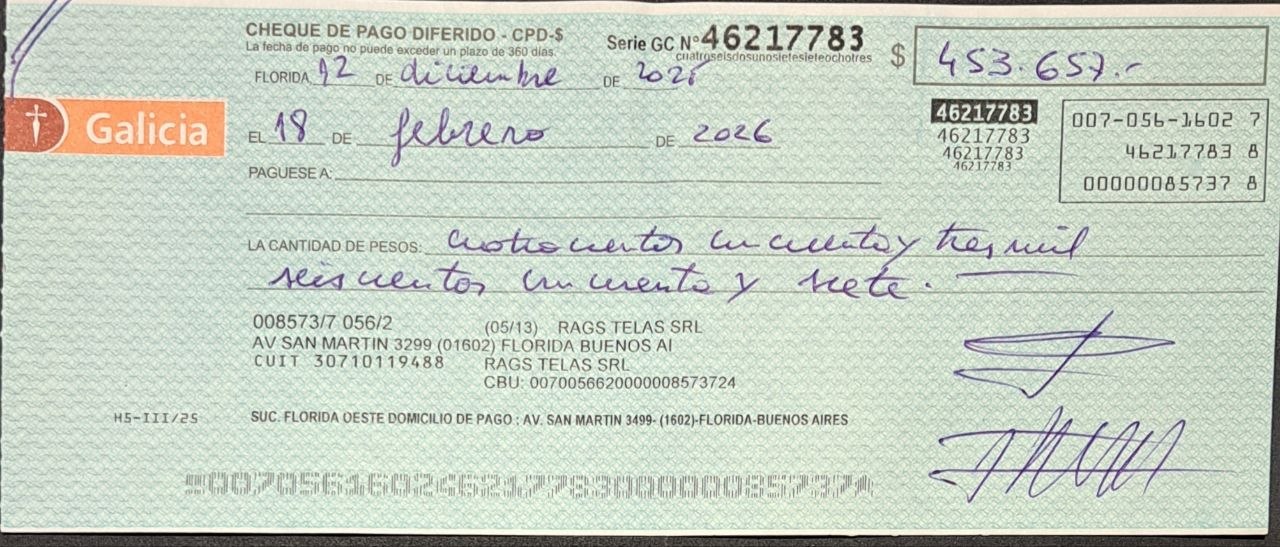 CHEQUE DE PAGO DIFERIDO - CPD-$
La fecha de pago no puede exceder un plazo de 360 días.
Serie GC Nº 46217783
cuatroseisdosunosietesieteochotres
$ 453.657.-
FLORIDA 12 DE diciembre DE 2025
Galicia
EL 18 DE febrero DE 2026
46217783
46217783
46217783
46217783
007-056-1602 7
46217783 8
00000085737 8
PAGUESE A:
LA CANTIDAD DE PESOS: cuatrocientos cincuenta y tres mil
seiscientos cincuenta y siete.
008573/7 056/2 (05/13) RAGS TELAS SRL
AV SAN MARTIN 3299 (01602) FLORIDA BUENOS AI
CUIT 30710119488 RAGS TELAS SRL
CBU: 0070056620000008573724
H5-III/25
SUC. FLORIDA OESTE DOMICILIO DE PAGO : AV. SAN MARTIN 3499- (1602)-FLORIDA-BUENOS AIRES